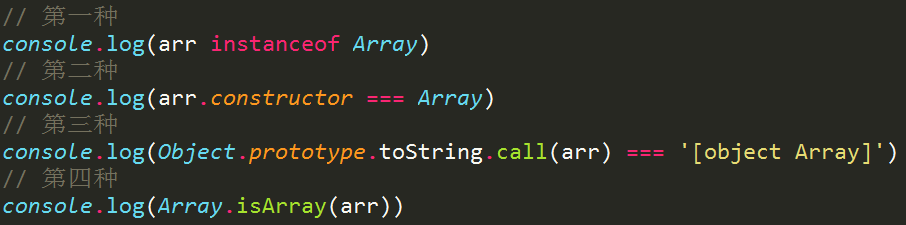 // 第一种
console.log(arr instanceof Array)
// 第二种
console.log(arr.constructor === Array)
// 第三种
console.log(Object.prototype.toString.call(arr) === '[object Array]')
// 第四种
console.log(Array.isArray(arr))